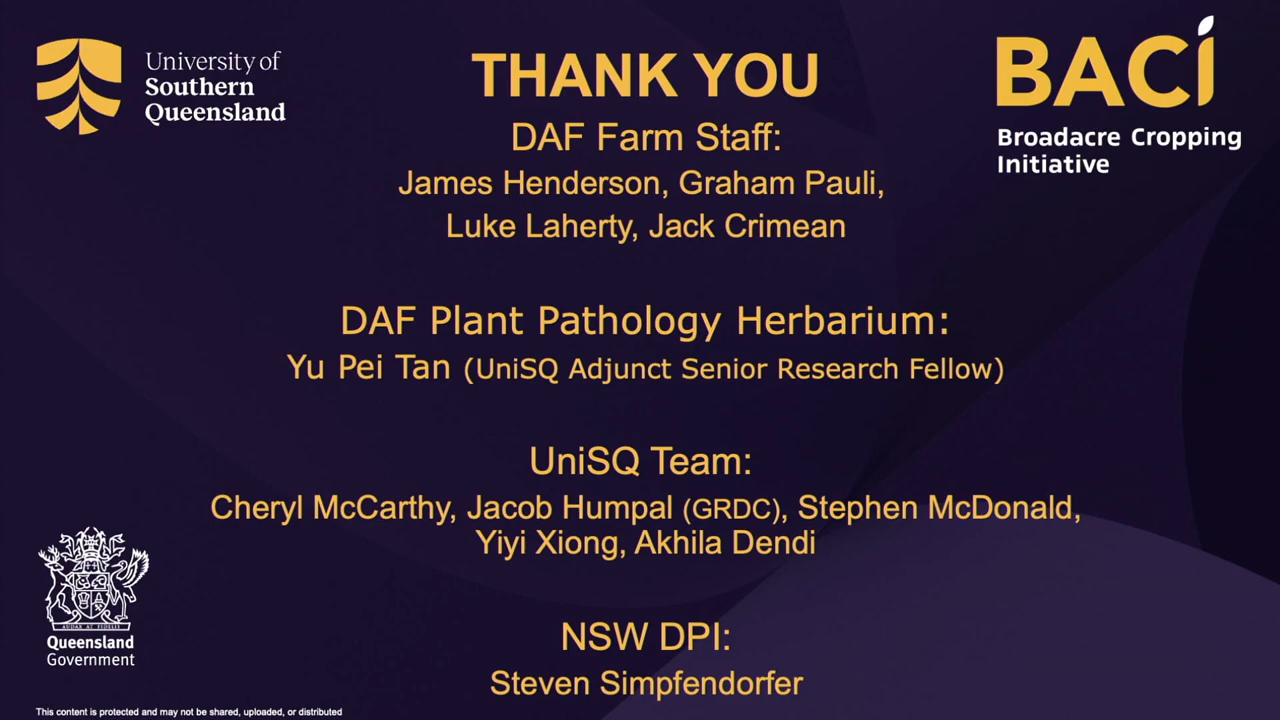 University of
Southern
Queensland
THANK YOU
BACi
Broadacre Cropping
Initiative
DAF Farm Staff:
James Henderson, Graham Pauli,
Luke Laherty, Jack Crimean
DAF Plant Pathology Herbarium:
Yu Pei Tan (UniSQ Adjunct Senior Research Fellow)
UniSQ Team:
Cheryl McCarthy, Jacob Humpal (GRDC), Stephen McDonald,
Yiyi Xiong, Akhila Dendi
AUDAX AT FIDELIS
Queensland
Government
NSW DPI:
Steven Simpfendorfer
This content is protected and may not be shared, uploaded, or distributed